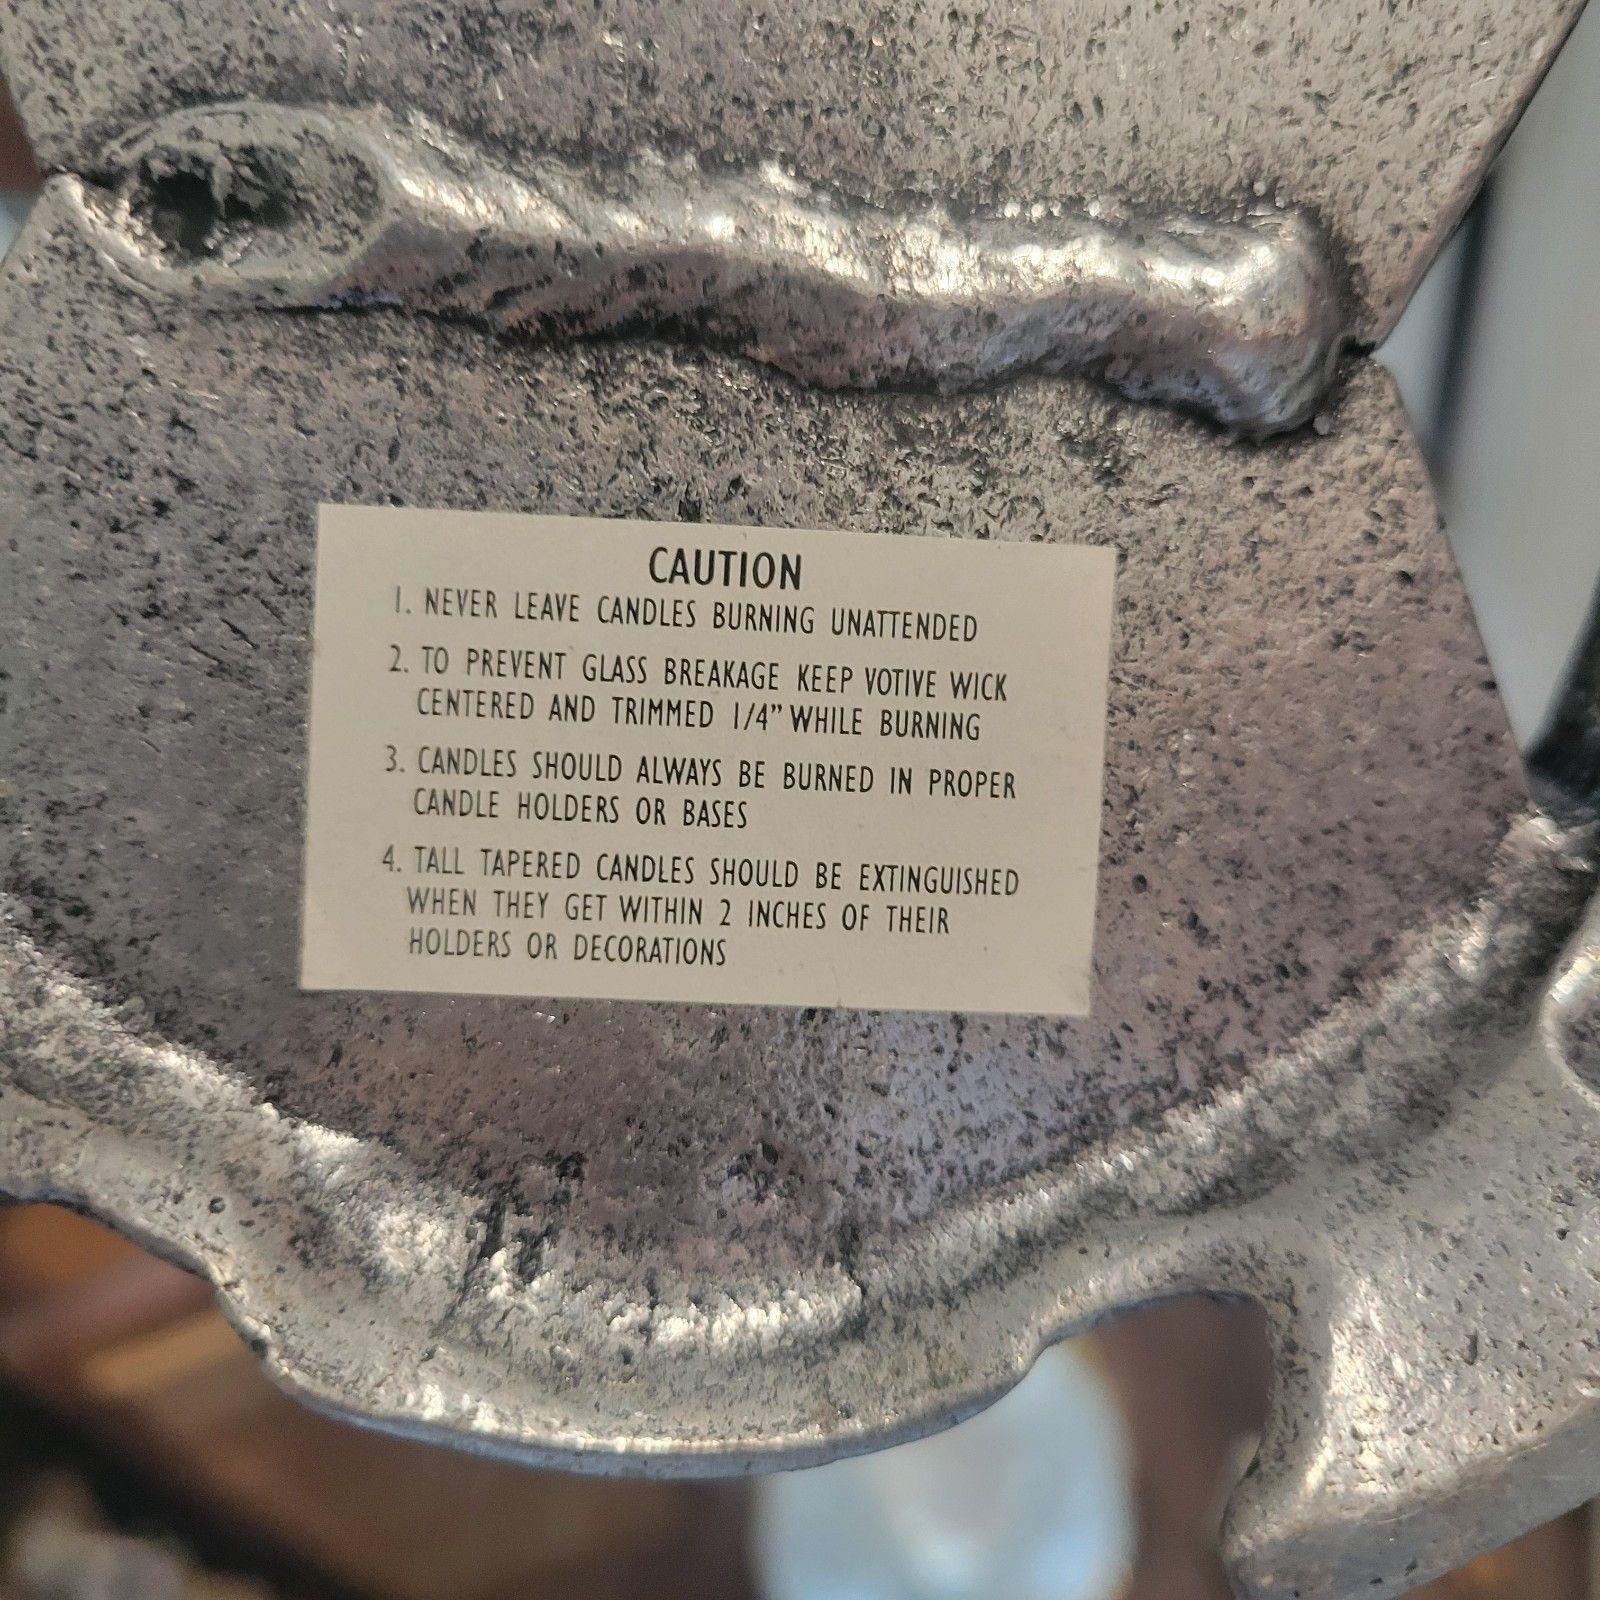 CAUTION
1. NEVER LEAVE CANDLES BURNING UNATTENDED
2. TO PREVENT GLASS BREAKAGE KEEP VOTIVE WICK
CENTERED AND TRIMMED 1/4" WHILE BURNING
3. CANDLES SHOULD ALWAYS BE BURNED IN PROPER
CANDLE HOLDERS OR BASES
4. TALL TAPERED CANDLES SHOULD BE EXTINGUISHED
WHEN THEY GET WITHIN 2 INCHES OF THEIR
HOLDERS OR DECORATIONS